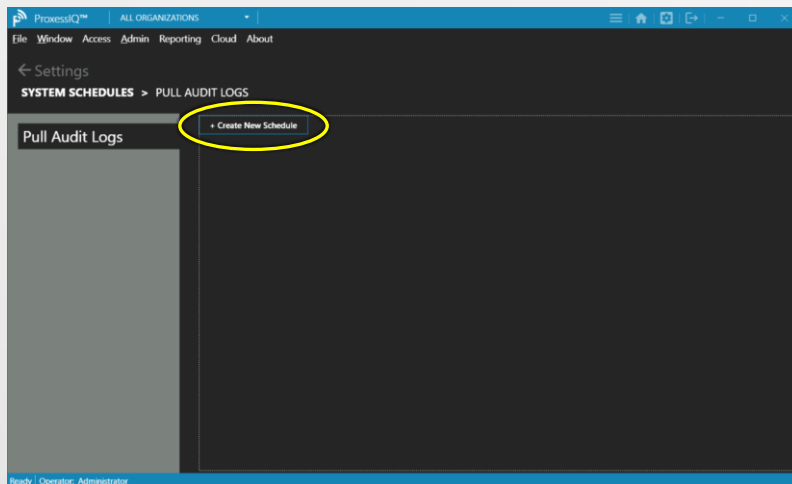 ProxessIQ™ ALL ORGANIZATIONS
File Window Access Admin Reporting Cloud About
Settings
SYSTEM SCHEDULES > PULL AUDIT LOGS
+ Create New Schedule
Pull Audit Logs
Ready Operator: Administrator